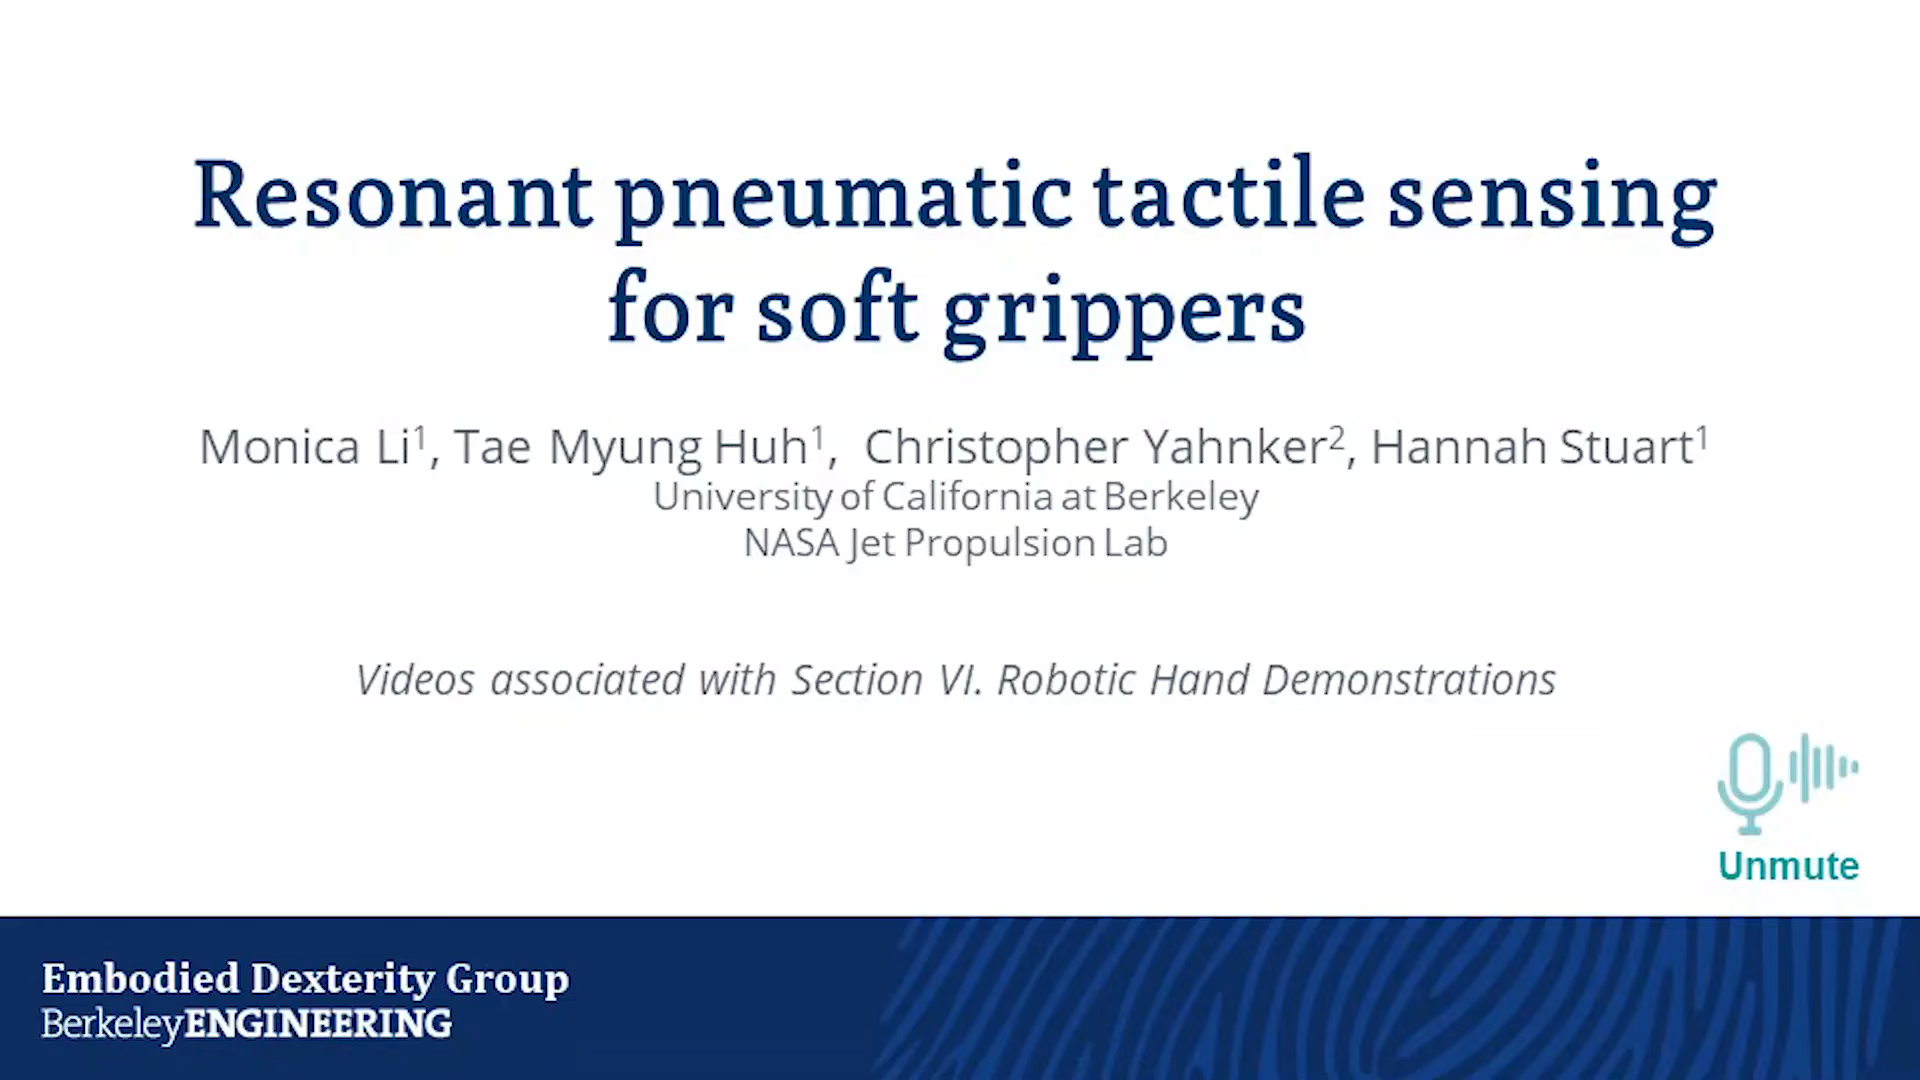 Resonant pneumatic tactile sensing
for soft grippers
Monica Li¹, Tae Myung Huh¹, Christopher Yahnker², Hannah Stuart¹
University of California at Berkeley
NASA Jet Propulsion Lab
Videos associated with Section VI. Robotic Hand Demonstrations
Unmute
Embodied Dexterity Group
BerkeleyENGINEERING